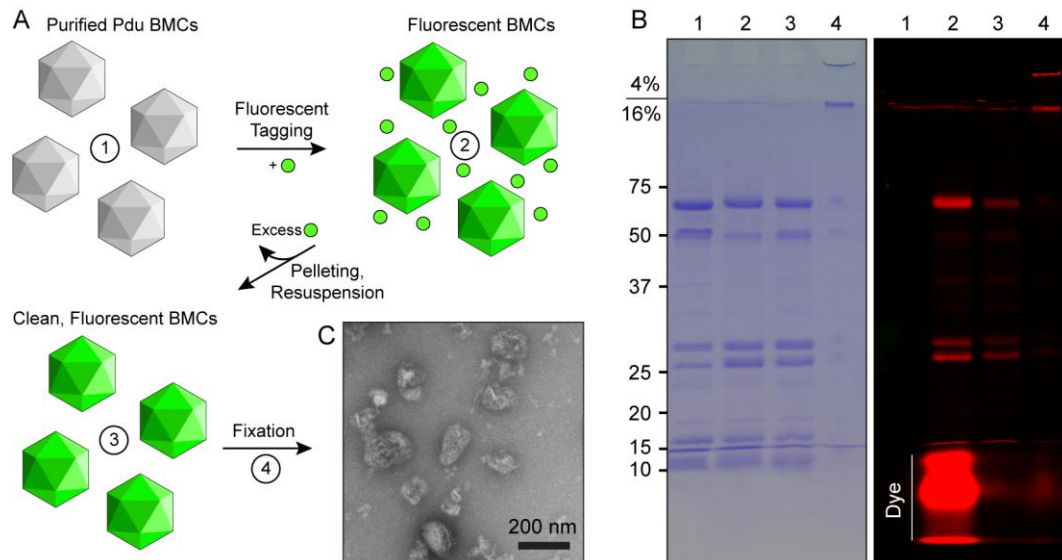 A
Purified Pdu BMCs
1
Fluorescent
Tagging
+
Fluorescent BMCs
2
Excess
Pelleting,
Resuspension
Clean, Fluorescent BMCs
3
Fixation
4
B
1 2 3 4
1 2 3 4
4%
16%
75
50
37
25
20
15
10
Dye
C
200 nm